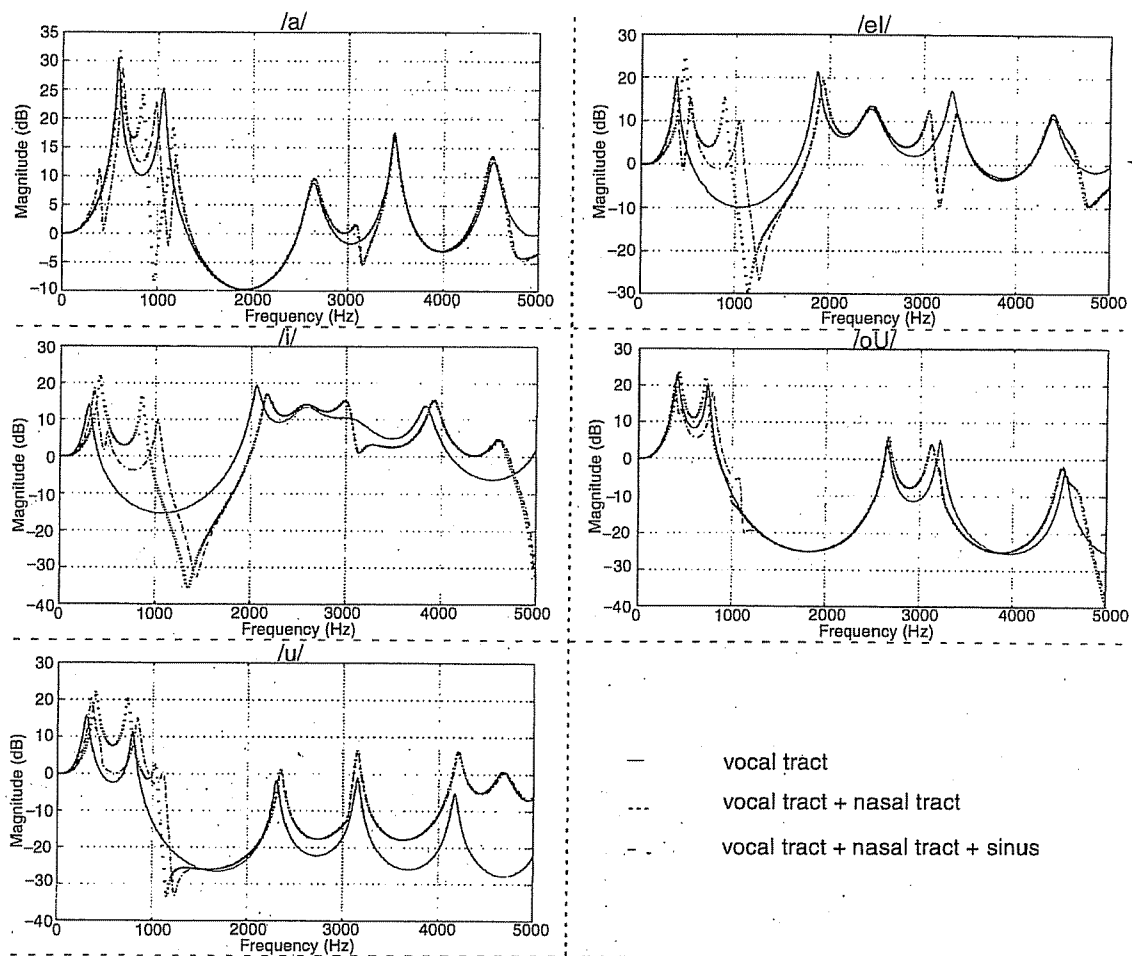 /a/
35
30
25
20
15
10
5
0
−5
−10
Magnitude (dB)
0 1000 2000 3000 4000 5000
Frequency (Hz)
/eI/
30
20
10
0
−10
−20
−30
Magnitude (dB)
0 1000 2000 3000 4000 5000
Frequency (Hz)
/i/
30
20
10
0
−10
−20
−30
−40
Magnitude (dB)
0 1000 2000 3000 4000 5000
Frequency (Hz)
/oU/
30
20
10
0
−10
−20
−30
−40
Magnitude (dB)
0 1000 2000 3000 4000 5000
Frequency (Hz)
/u/
30
20
10
0
−10
−20
−30
−40
Magnitude (dB)
0 1000 2000 3000 4000 5000
Frequency (Hz)
vocal tract
vocal tract + nasal tract
vocal tract + nasal tract + sinus